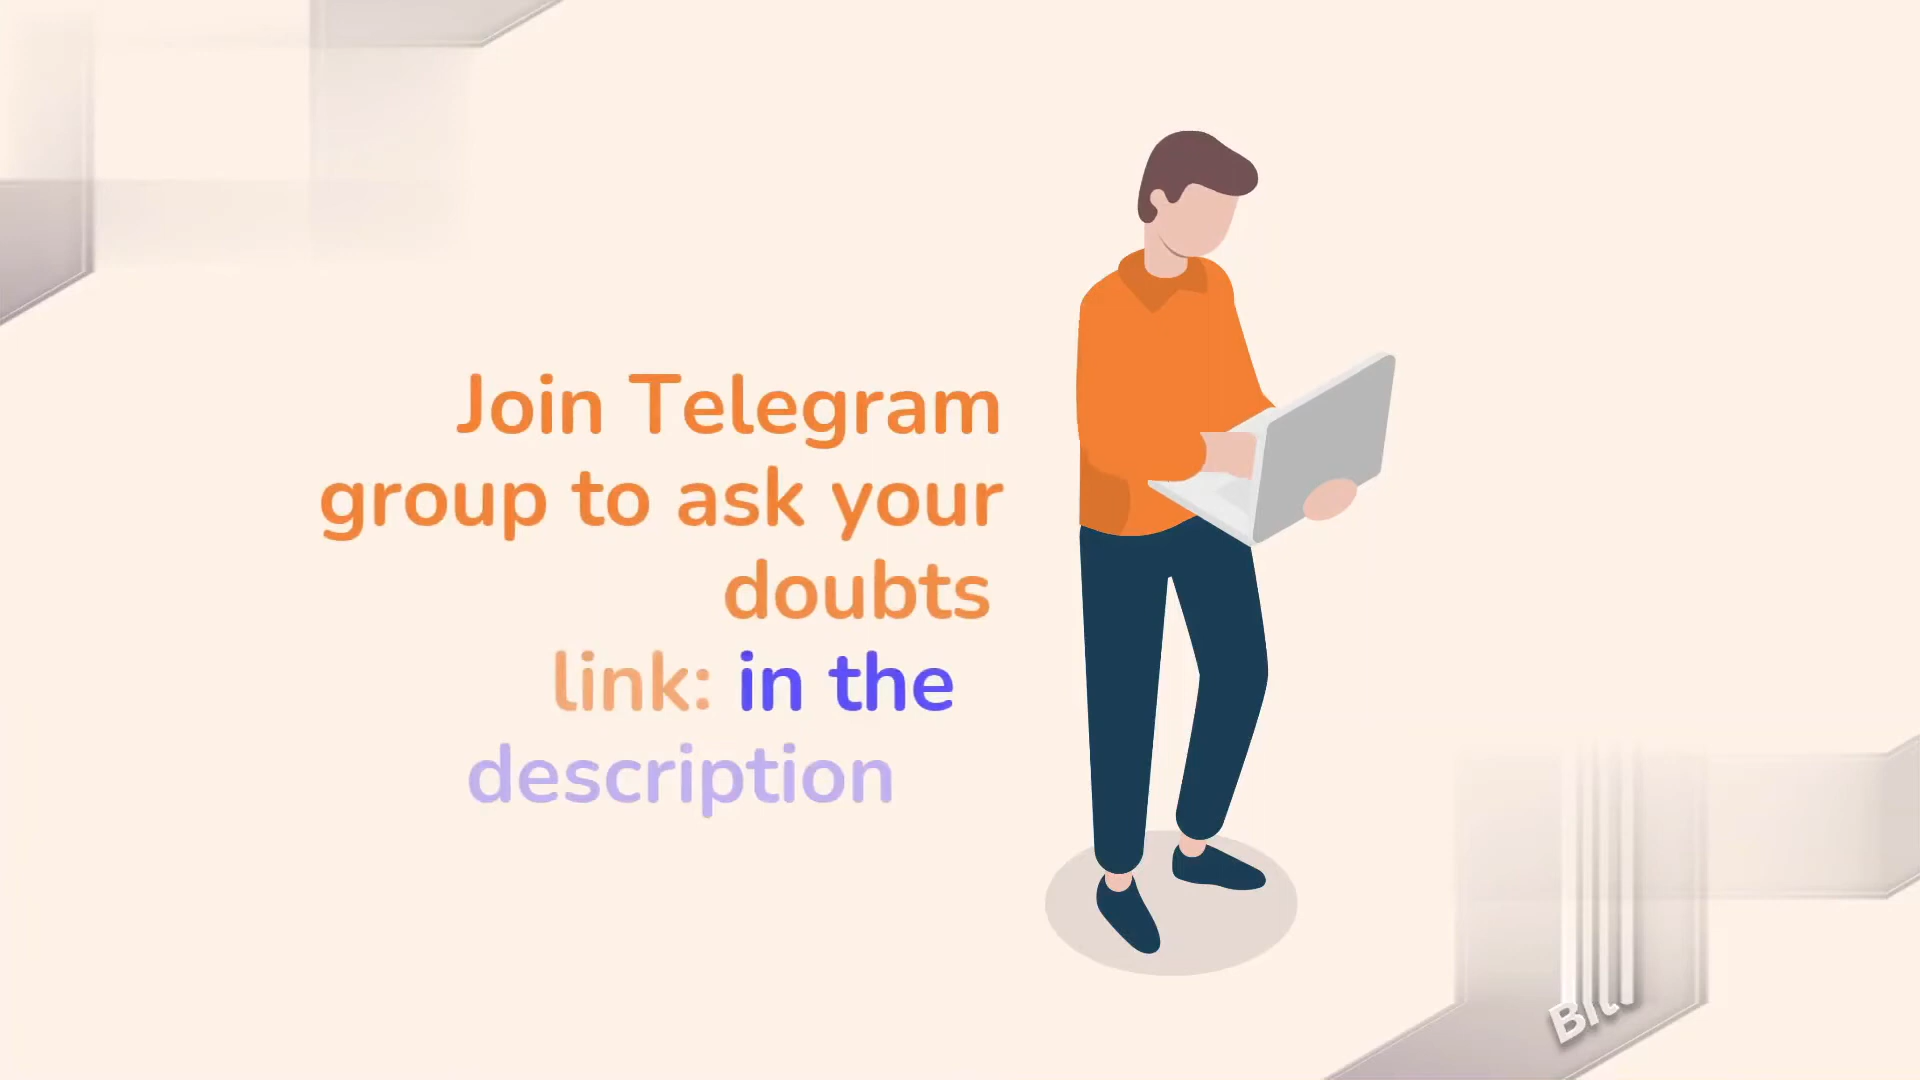 Join Telegram
group to ask your
doubts
link: in the
description